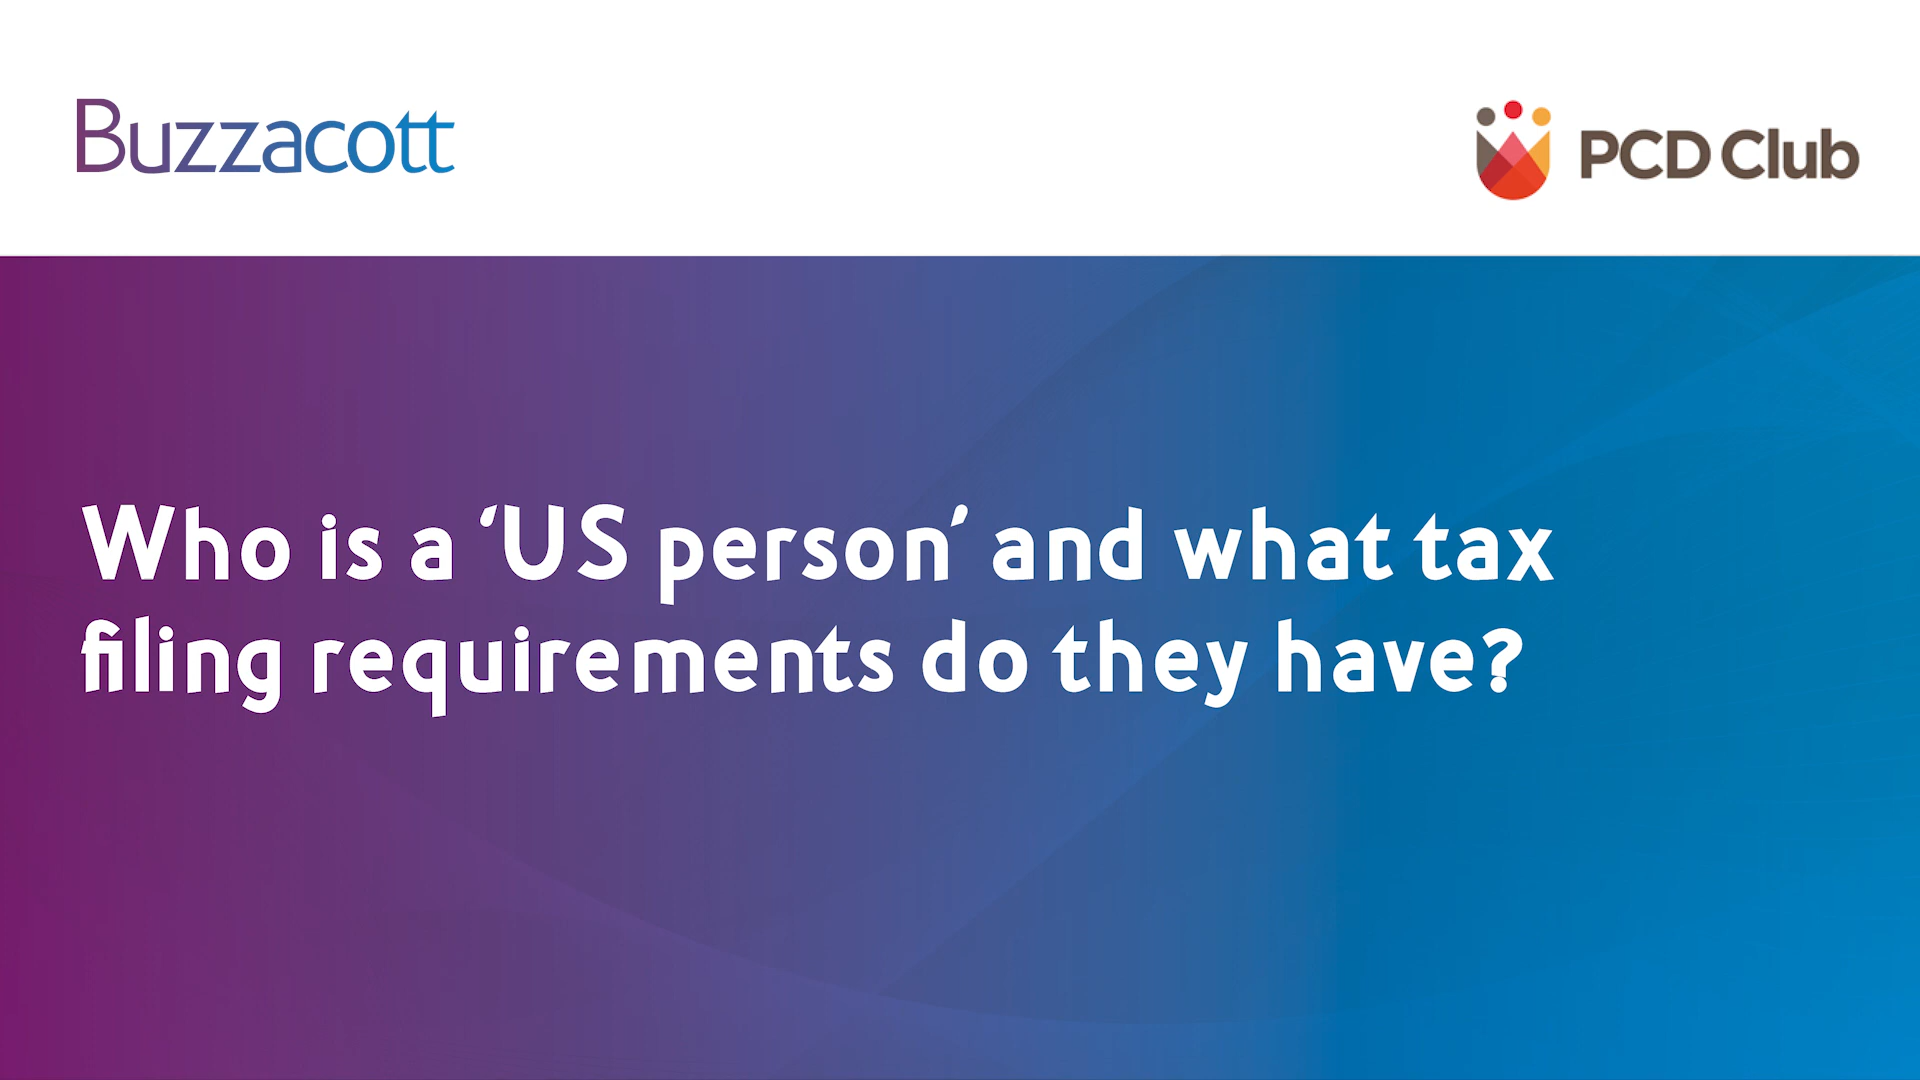 Buzzacott
PCD Club
Who is a ‘US person’ and what tax
filing requirements do they have?